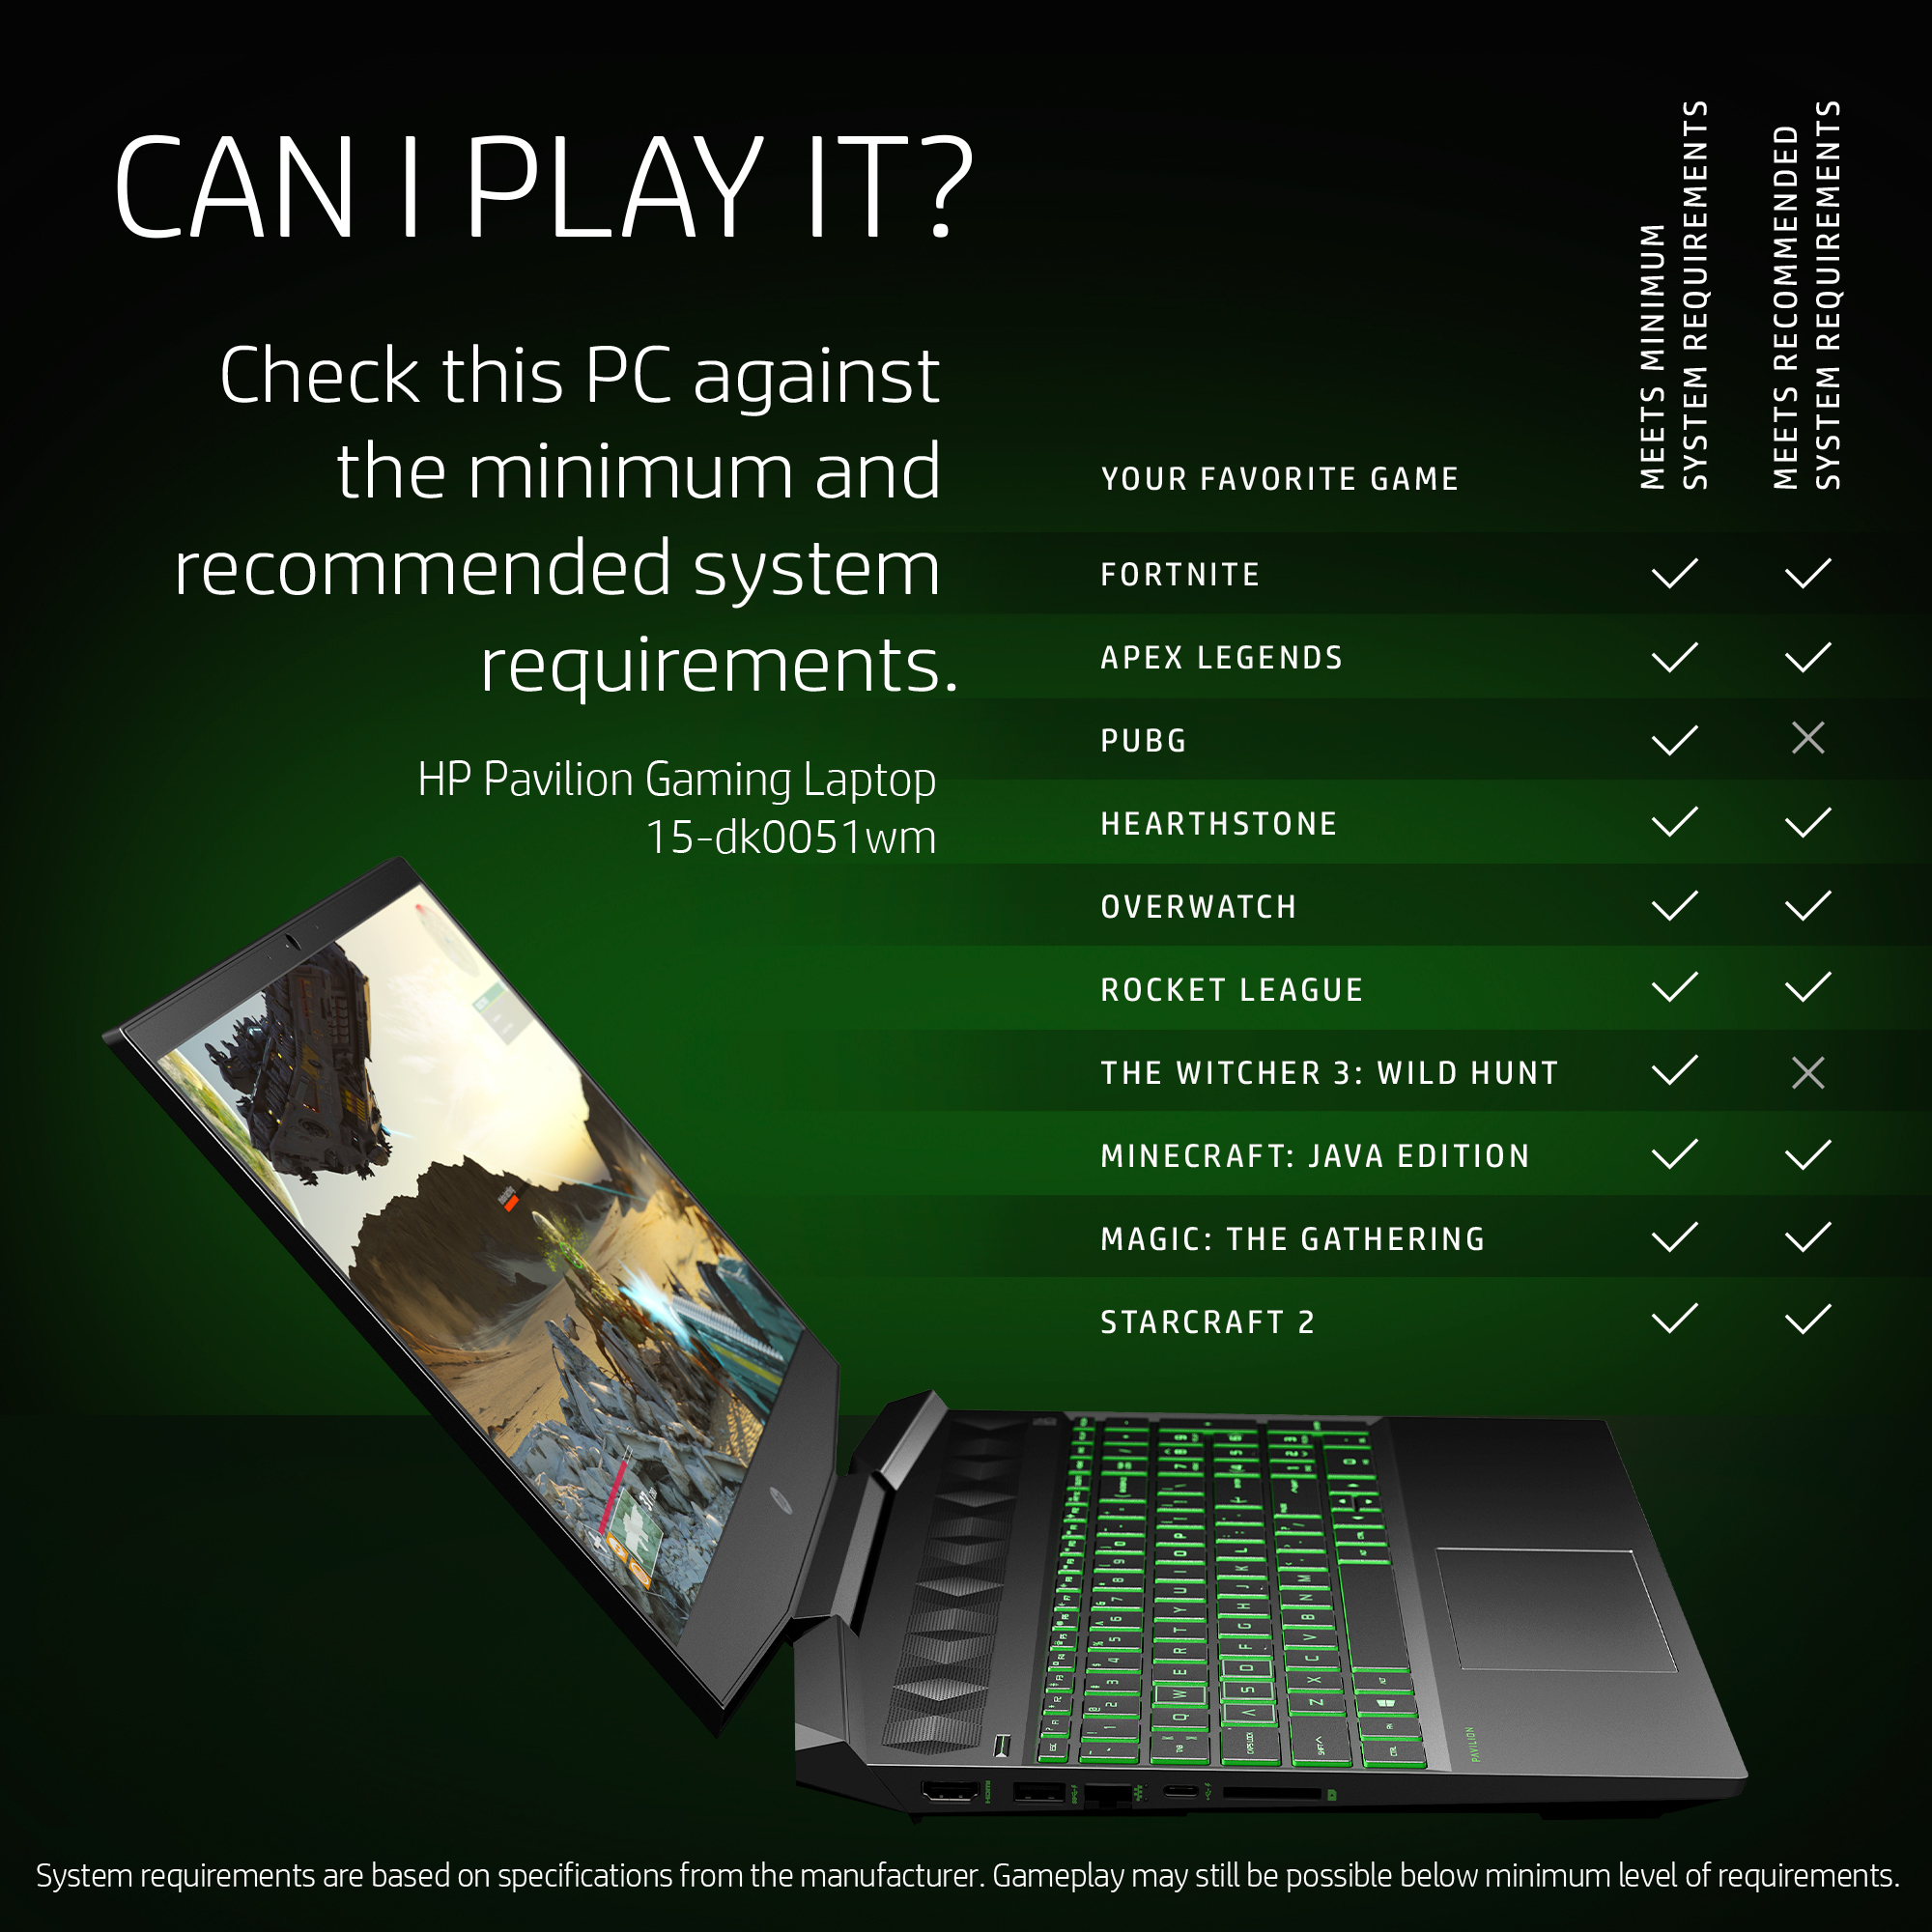 CAN I PLAY IT?
Check this PC against
the minimum and
recommended system
requirements.
HP Pavilion Gaming Laptop
15-dk0051wm
MEETS MINIMUM
SYSTEM REQUIREMENTS
MEETS RECOMMENDED
SYSTEM REQUIREMENTS
YOUR FAVORITE GAME
FORTNITE
APEX LEGENDS
PUBG
HEARTHSTONE
OVERWATCH
ROCKET LEAGUE
THE WITCHER 3: WILD HUNT
MINECRAFT: JAVA EDITION
MAGIC: THE GATHERING
STARCRAFT 2
PAVILION
System requirements are based on specifications from the manufacturer. Gameplay may still be possible below minimum level of requirements.